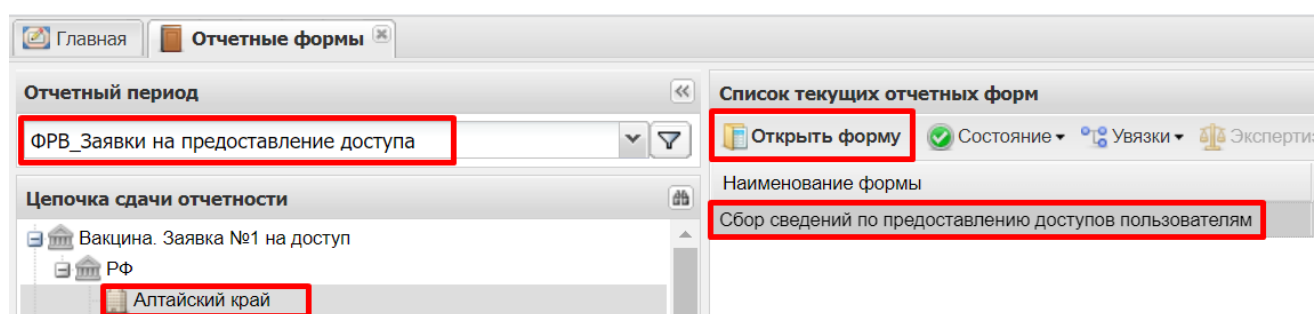 Главная
Отчетные формы
Отчетный период
ФРВ_Заявки на предоставление доступа
Цепочка сдачи отчетности
Вакцина. Заявка №1 на доступ
РФ
Алтайский край
Список текущих отчетных форм
Открыть форму Состояние Увязки
Наименование формы
Сбор сведений по предоставлению доступов пользователям